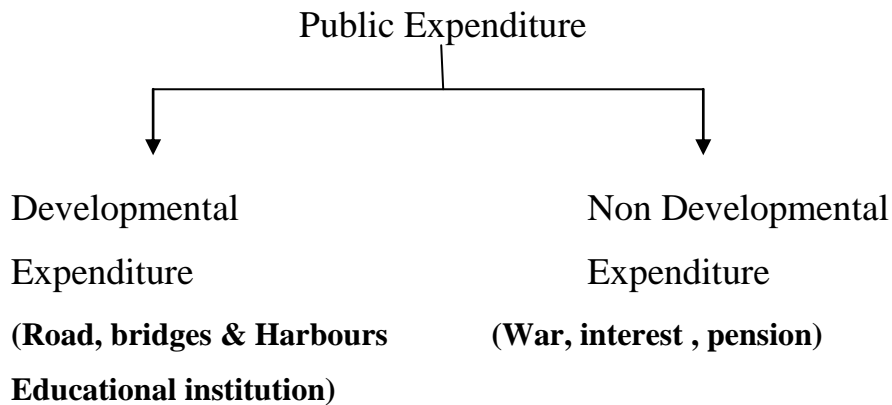 Public Expenditure
Developmental
Expenditure
(Road, bridges & Harbours
Educational institution)
Non Developmental
Expenditure
(War, interest , pension)